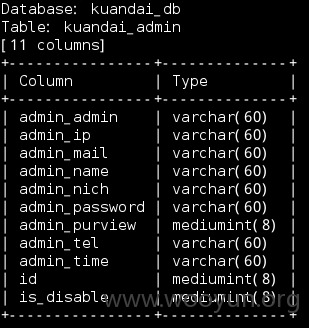 Database: kuandai_db
Table: kuandai_admin
[11 columns]
+---------------+--------------+
| Column | Type |
+---------------+--------------+
| admin_admin | varchar(60) |
| admin_ip | varchar(60) |
| admin_mail | varchar(60) |
| admin_name | varchar(60) |
| admin_nich | varchar(60) |
| admin_password | varchar(60) |
| admin_purview | mediumint(8) |
| admin_tel | varchar(60) |
| admin_time | varchar(60) |
| id | mediumint(8) |
| is_disable | mediumint(8) |
+---------------+--------------+
www.wooyun.org